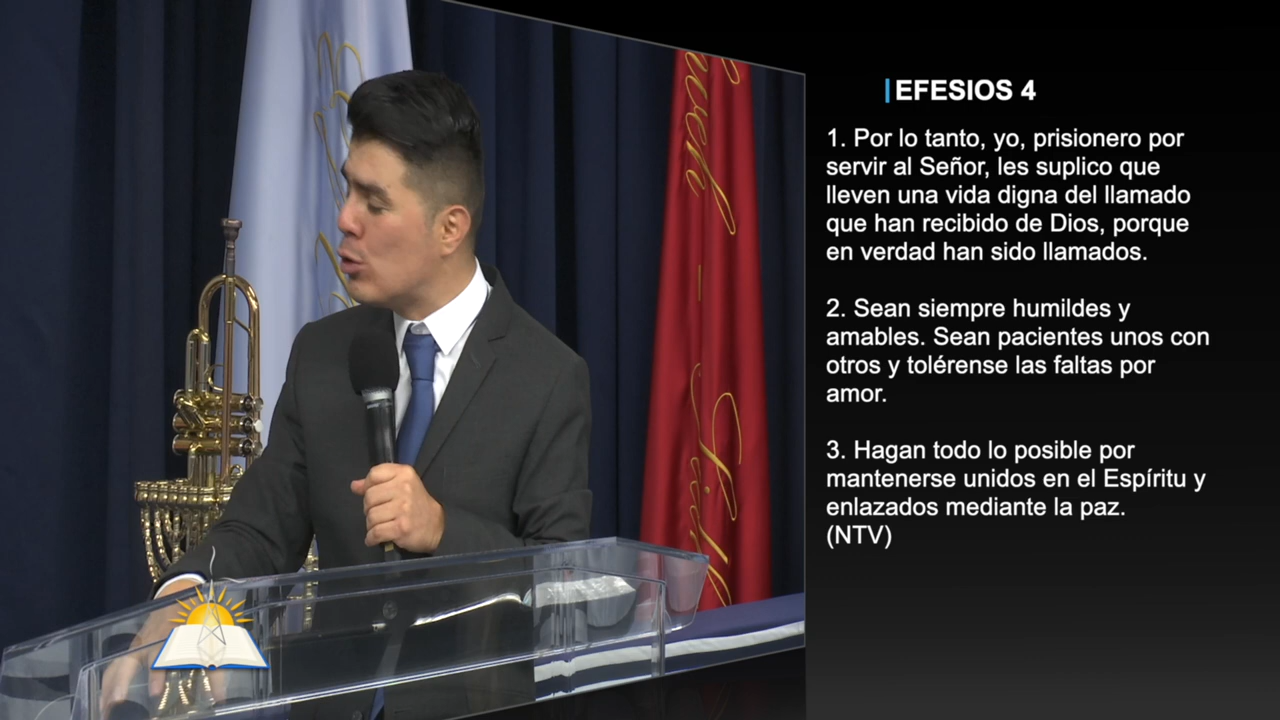 EFESIOS 4
1. Por lo tanto, yo, prisionero por
servir al Señor, les suplico que
lleven una vida digna del llamado
que han recibido de Dios, porque
en verdad han sido llamados.
2. Sean siempre humildes y
amables. Sean pacientes unos con
otros y tolérense las faltas por
amor.
3. Hagan todo lo posible por
mantenerse unidos en el Espíritu y
enlazados mediante la paz.
(NTV)